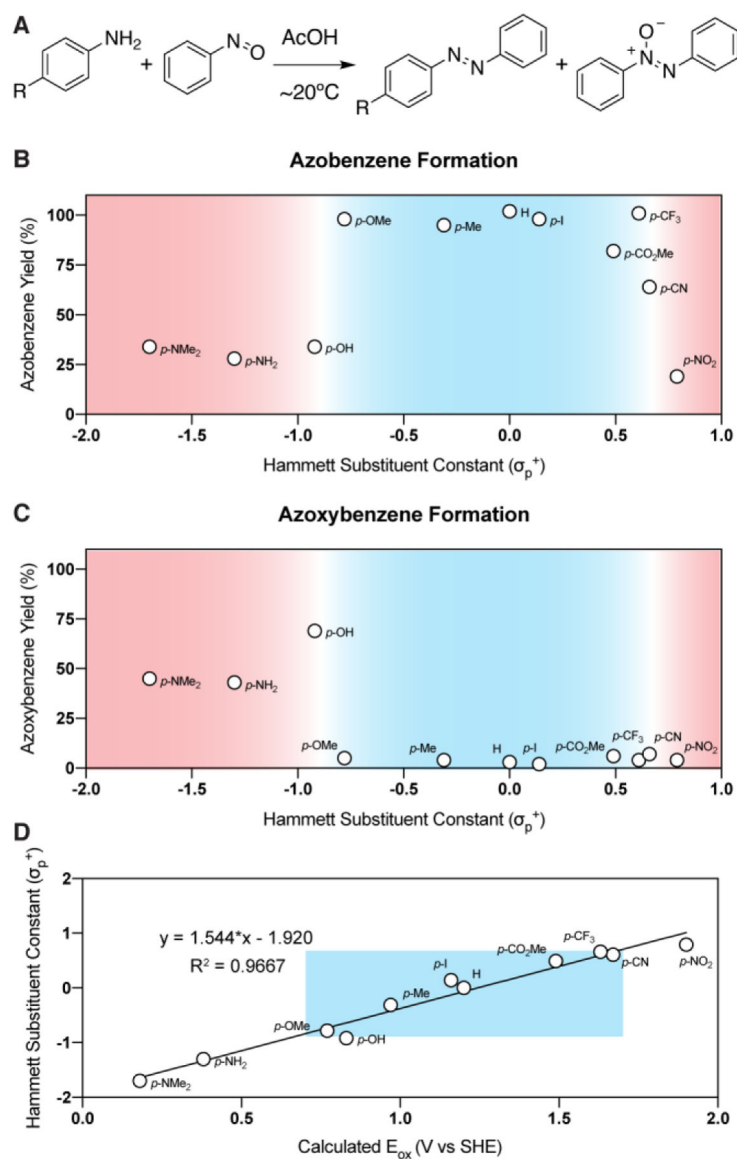 A
NH₂
R
+
N
O
AcOH
~20ºC
R
N
N
+
O⁻
N⁺
N
B
Azobenzene Formation
Azobenzene Yield (%)
100
75
50
25
0
p-NMe₂
p-NH₂
p-OH
p-OMe
p-Me
H
p-I
p-CF₃
p-CO₂Me
p-CN
p-NO₂
-2.0 -1.5 -1.0 -0.5 0.0 0.5 1.0
Hammett Substituent Constant (σₚ⁺)
C
Azoxybenzene Formation
Azoxybenzene Yield (%)
100
75
50
25
0
p-NMe₂
p-NH₂
p-OH
p-OMe
p-Me
H
p-I
p-CO₂Me
p-CF₃
p-CN
p-NO₂
-2.0 -1.5 -1.0 -0.5 0.0 0.5 1.0
Hammett Substituent Constant (σₚ⁺)
D
Hammett Substituent Constant (σₚ⁺)
2
1
0
-1
-2
y = 1.544*x - 1.920
R² = 0.9667
p-NMe₂
p-NH₂
p-OMe
p-OH
p-Me
p-I
H
p-CO₂Me
p-CF₃
p-CN
p-NO₂
0.0 0.5 1.0 1.5 2.0
Calculated Eₒₓ (V vs SHE)